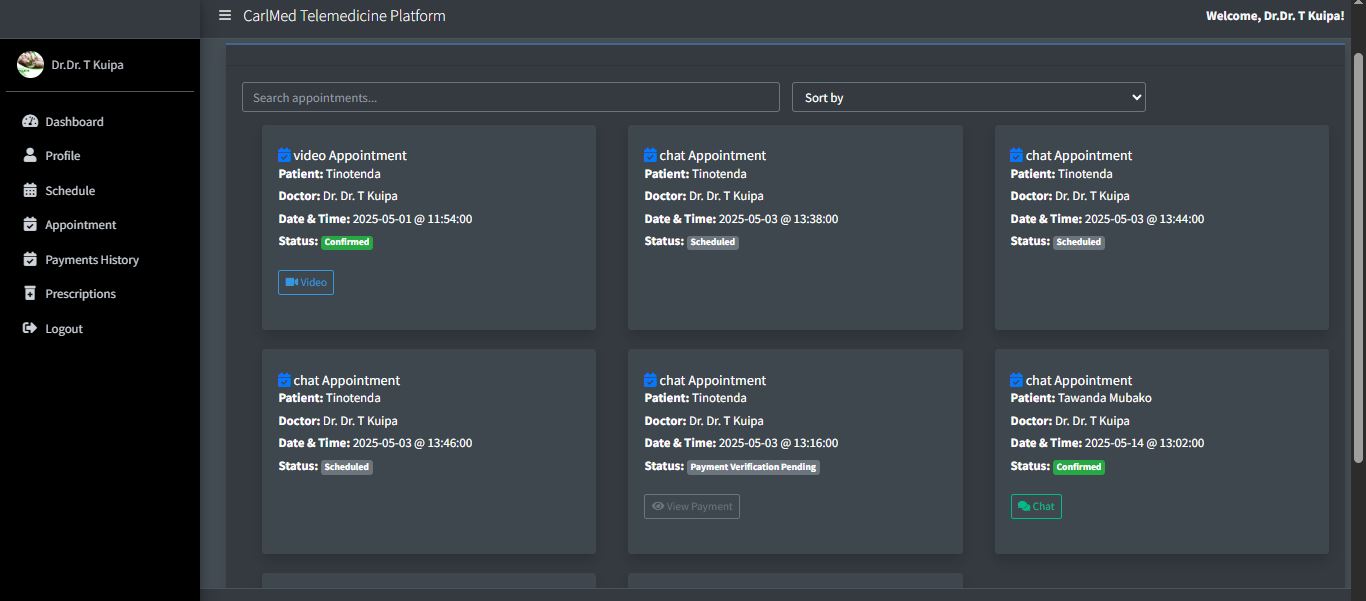 CarlMed Telemedicine Platform
Welcome, Dr.Dr. T Kuipa!
Dr.Dr. T Kuipa
Dashboard
Profile
Schedule
Appointment
Payments History
Prescriptions
Logout
Search appointments...
Sort by
video Appointment
Patient: Tinotenda
Doctor: Dr. Dr. T Kuipa
Date & Time: 2025-05-01 @ 11:54:00
Status: Confirmed
Video
chat Appointment
Patient: Tinotenda
Doctor: Dr. Dr. T Kuipa
Date & Time: 2025-05-03 @ 13:38:00
Status: Scheduled
chat Appointment
Patient: Tinotenda
Doctor: Dr. Dr. T Kuipa
Date & Time: 2025-05-03 @ 13:44:00
Status: Scheduled
chat Appointment
Patient: Tinotenda
Doctor: Dr. Dr. T Kuipa
Date & Time: 2025-05-03 @ 13:46:00
Status: Scheduled
chat Appointment
Patient: Tinotenda
Doctor: Dr. Dr. T Kuipa
Date & Time: 2025-05-03 @ 13:16:00
Status: Payment Verification Pending
View Payment
chat Appointment
Patient: Tawanda Mubako
Doctor: Dr. Dr. T Kuipa
Date & Time: 2025-05-14 @ 13:02:00
Status: Confirmed
Chat